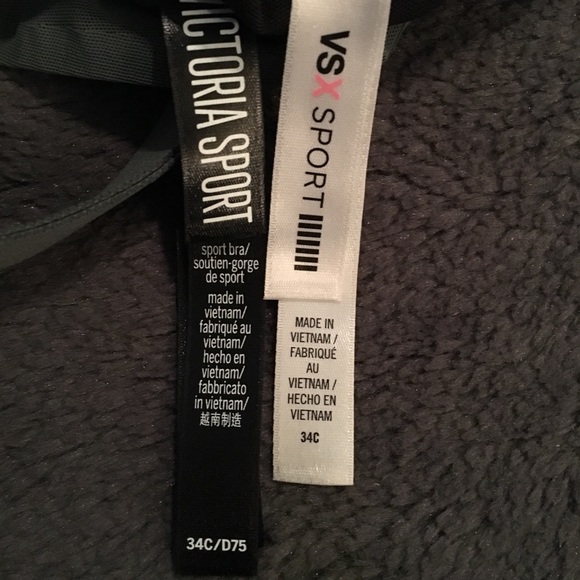 VICTORIA SPORT
sport bra/
soutien-gorge
de sport
made in
vietnam/
fabriqué au
vietnam/
hecho en
vietnam/
fabbricato
in vietnam/
越南制造
34C/D75
VSX SPORT
MADE IN
VIETNAM /
FABRIQUÉ
AU
VIETNAM /
HECHO EN
VIETNAM
34C